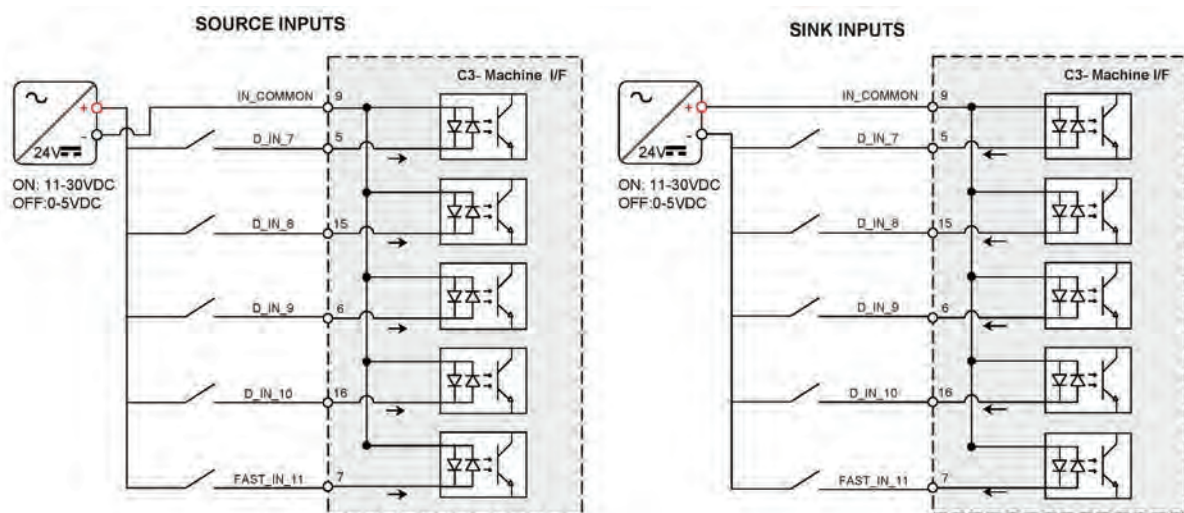 SOURCE INPUTS
C3- Machine I/F
+
-
24V
ON: 11-30VDC
OFF:0-5VDC
IN_COMMON 9
D_IN_7 5
D_IN_8 15
D_IN_9 6
D_IN_10 16
FAST_IN_11 7
SINK INPUTS
C3- Machine I/F
+
-
24V
ON: 11-30VDC
OFF:0-5VDC
IN_COMMON 9
D_IN_7 5
D_IN_8 15
D_IN_9 6
D_IN_10 16
FAST_IN_11 7